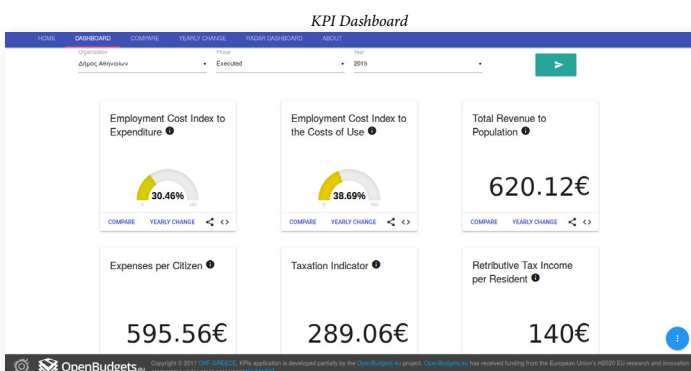 KPI Dashboard
HOME DASHBOARD COMPARE YEARLY CHANGE RADAR DASHBOARD ABOUT
Organization Phase Year
Δήμος Αθηναίων Executed 2015
Employment Cost Index to Expenditure
Employment Cost Index to the Costs of Use
Total Revenue to Population
30.46%
0 100
38.69%
0 100
620.12€
COMPARE YEARLY CHANGE
COMPARE YEARLY CHANGE
COMPARE YEARLY CHANGE
Expenses per Citizen
Taxation Indicator
Retributive Tax Income per Resident
595.56€
289.06€
140€
OpenBudgets.eu
Copyright © 2017 OKF GREECE. KPIs application is developed partially by the OpenBudgets.eu project. OpenBudgets.eu has received funding from the European Union's H2020 EU research and innovation